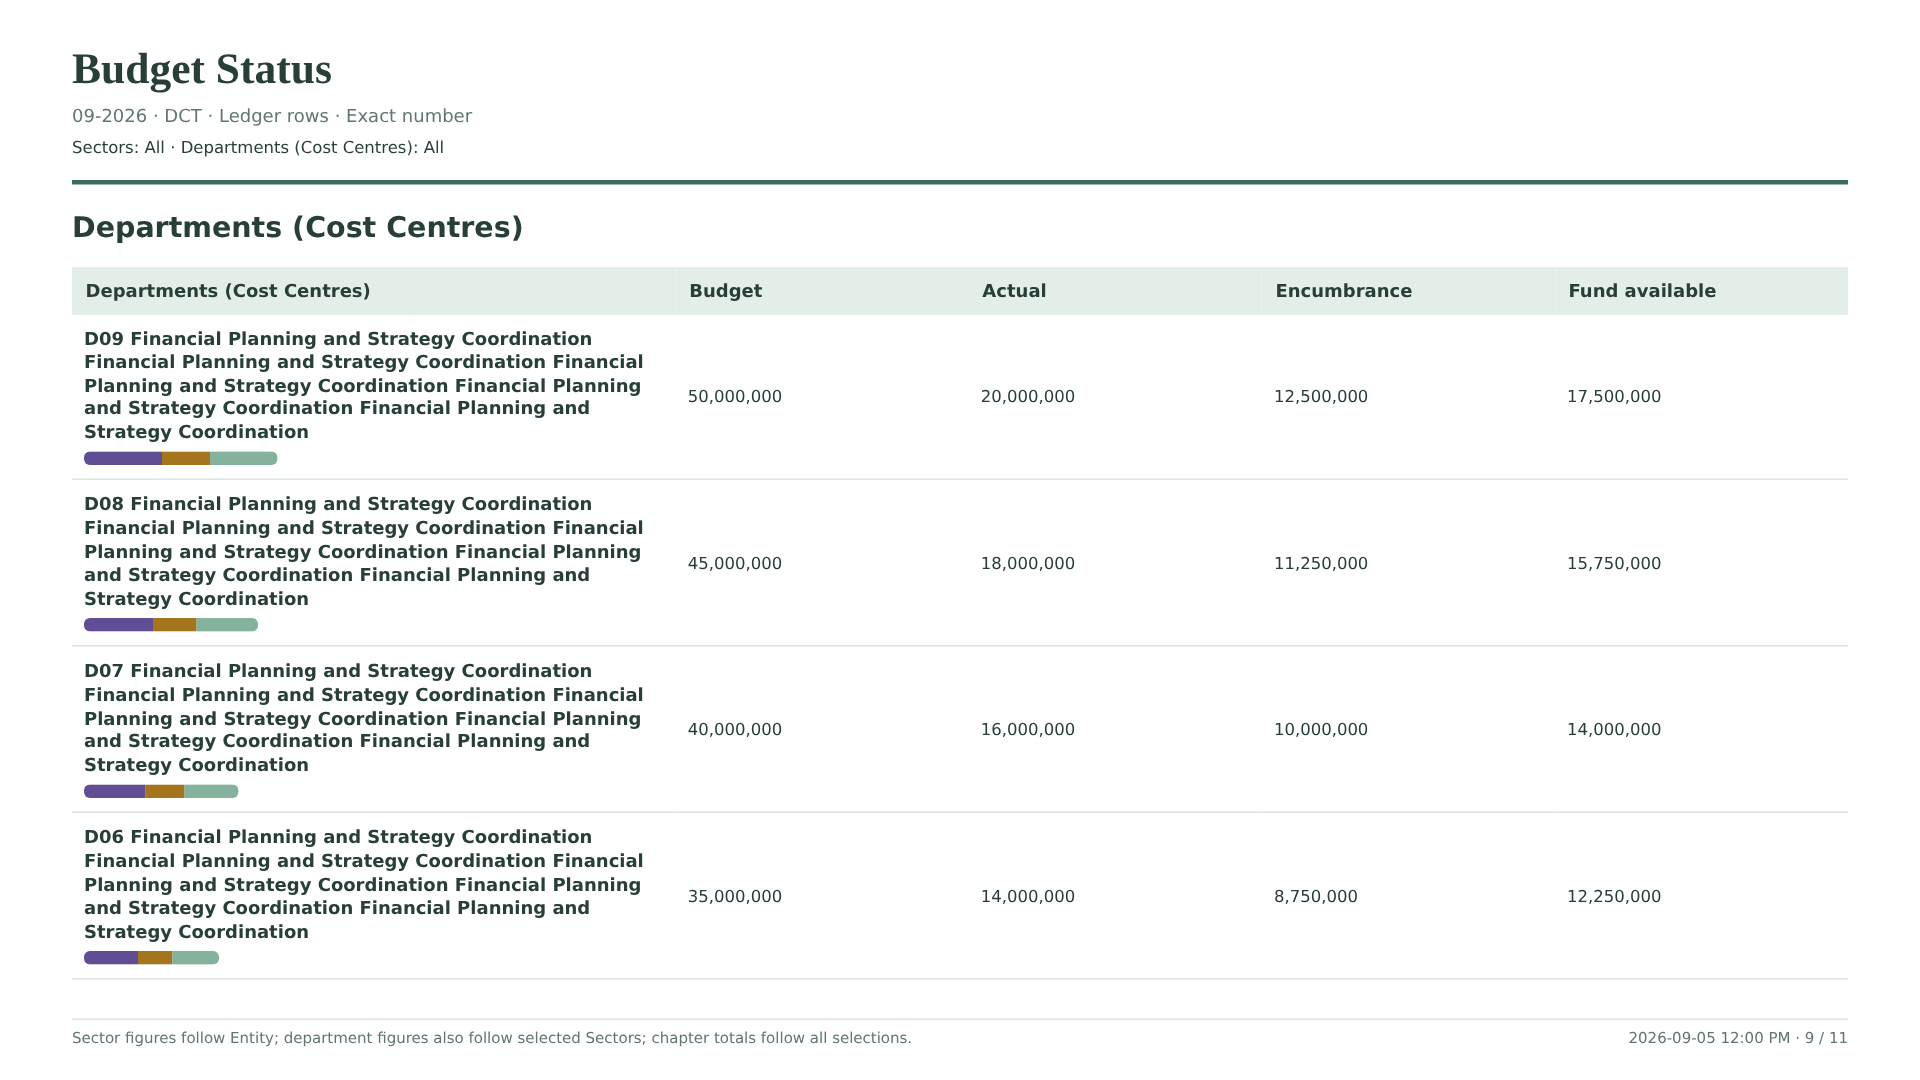 Budget Status
09-2026 · DCT · Ledger rows · Exact number
Sectors: All · Departments (Cost Centres): All
Departments (Cost Centres)
Departments (Cost Centres) Budget Actual Encumbrance Fund available
D09 Financial Planning and Strategy Coordination
Financial Planning and Strategy Coordination Financial
Planning and Strategy Coordination Financial Planning
and Strategy Coordination Financial Planning and
Strategy Coordination
50,000,000 20,000,000 12,500,000 17,500,000
D08 Financial Planning and Strategy Coordination
Financial Planning and Strategy Coordination Financial
Planning and Strategy Coordination Financial Planning
and Strategy Coordination Financial Planning and
Strategy Coordination
45,000,000 18,000,000 11,250,000 15,750,000
D07 Financial Planning and Strategy Coordination
Financial Planning and Strategy Coordination Financial
Planning and Strategy Coordination Financial Planning
and Strategy Coordination Financial Planning and
Strategy Coordination
40,000,000 16,000,000 10,000,000 14,000,000
D06 Financial Planning and Strategy Coordination
Financial Planning and Strategy Coordination Financial
Planning and Strategy Coordination Financial Planning
and Strategy Coordination Financial Planning and
Strategy Coordination
35,000,000 14,000,000 8,750,000 12,250,000
Sector figures follow Entity; department figures also follow selected Sectors; chapter totals follow all selections.
2026-09-05 12:00 PM · 9 / 11